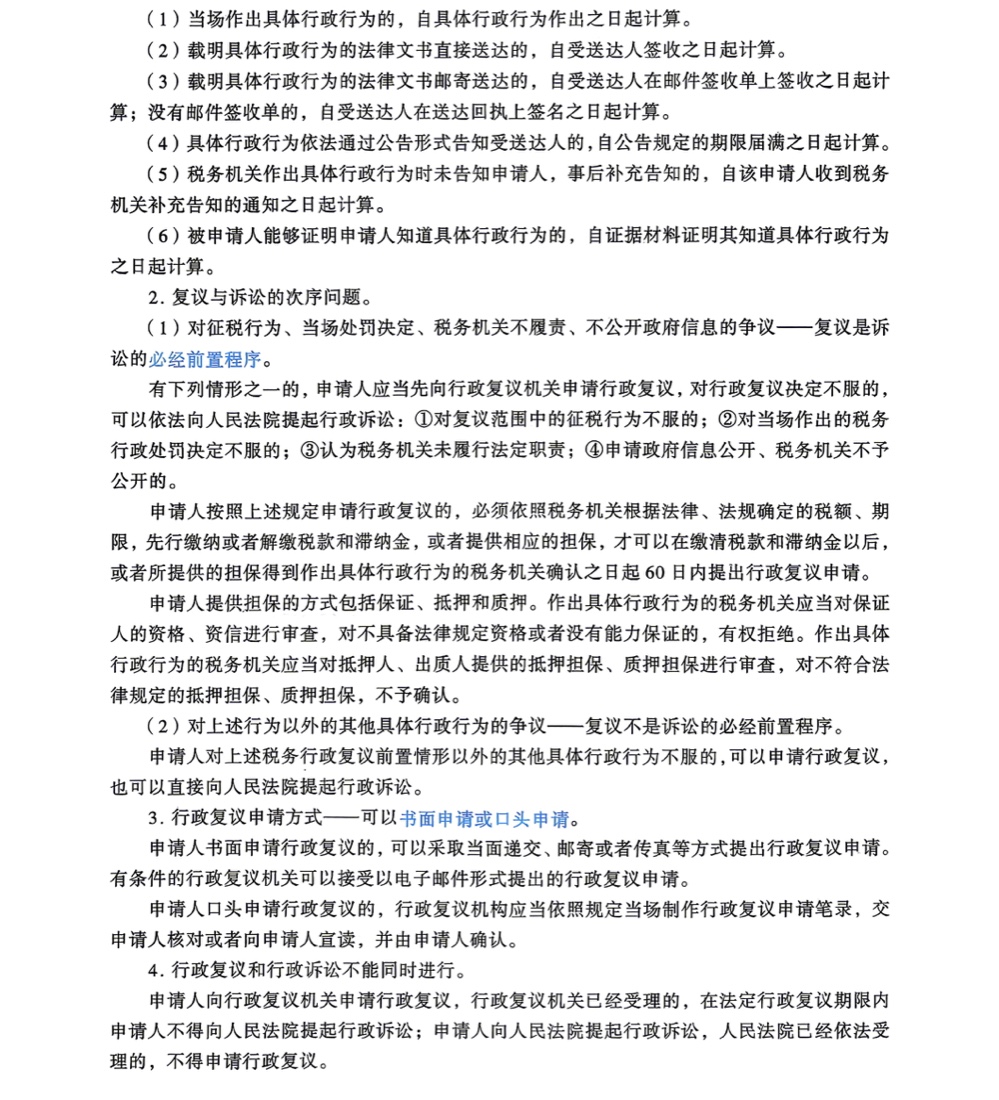 （1）当场作出具体行政行为的，自具体行政行为作出之日起计算。
（2）载明具体行政行为的法律文书直接送达的，自受送达人签收之日起计算。
（3）载明具体行政行为的法律文书邮寄送达的，自受送达人在邮件签收单上签收之日起计
算；没有邮件签收单的，自受送达人在送达回执上签名之日起计算。
（4）具体行政行为依法通过公告形式告知受送达人的，自公告规定的期限届满之日起计算。
（5）税务机关作出具体行政行为时未告知申请人，事后补充告知的，自该申请人收到税务
机关补充告知的通知之日起计算。
（6）被申请人能够证明申请人知道具体行政行为的，自证据材料证明其知道具体行政行为
之日起计算。
2. 复议与诉讼的次序问题。
（1）对征税行为、当场处罚决定、税务机关不履责、不公开政府信息的争议——复议是诉
讼的必经前置程序。
有下列情形之一的，申请人应当先向行政复议机关申请行政复议，对行政复议决定不服的，
可以依法向人民法院提起行政诉讼：①对复议范围中的征税行为不服的；②对当场作出的税务
行政处罚决定不服的；③认为税务机关未履行法定职责；④申请政府信息公开、税务机关不予
公开的。
申请人按照上述规定申请行政复议的，必须依照税务机关根据法律、法规确定的税额、期
限，先行缴纳或者解缴税款和滞纳金，或者提供相应的担保，才可以在缴清税款和滞纳金以后，
或者所提供的担保得到作出具体行政行为的税务机关确认之日起 60 日内提出行政复议申请。
申请人提供担保的方式包括保证、抵押和质押。作出具体行政行为的税务机关应当对保证
人的资格、资信进行审查，对不具备法律规定资格或者没有能力保证的，有权拒绝。作出具体
行政行为的税务机关应当对抵押人、出质人提供的抵押担保、质押担保进行审查，对不符合法
律规定的抵押担保、质押担保，不予确认。
（2）对上述行为以外的其他具体行政行为的争议——复议不是诉讼的必经前置程序。
申请人对上述税务行政复议前置情形以外的其他具体行政行为不服的，可以申请行政复议，
也可以直接向人民法院提起行政诉讼。
3. 行政复议申请方式——可以书面申请或口头申请。
申请人书面申请行政复议的，可以采取当面递交、邮寄或者传真等方式提出行政复议申请。
有条件的行政复议机关可以接受以电子邮件形式提出的行政复议申请。
申请人口头申请行政复议的，行政复议机构应当依照规定当场制作行政复议申请笔录，交
申请人核对或者向申请人宣读，并由申请人确认。
4. 行政复议和行政诉讼不能同时进行。
申请人向行政复议机关申请行政复议，行政复议机关已经受理的，在法定行政复议期限内
申请人不得向人民法院提起行政诉讼；申请人向人民法院提起行政诉讼，人民法院已经依法受
理的，不得申请行政复议。